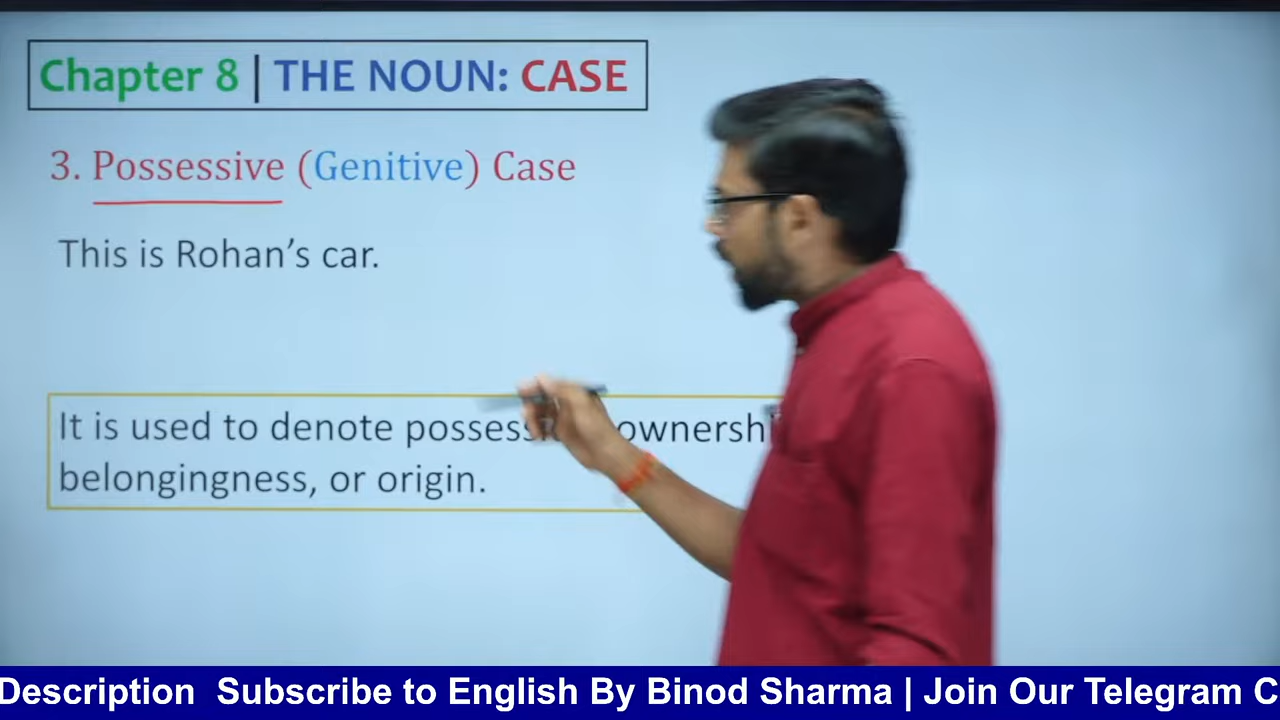 Chapter 8 | THE NOUN: CASE
3. Possessive (Genitive) Case
This is Rohan's car.
It is used to denote
belongingness, or origin.
Description Subscribe to English By Binod Sharma | Join Our Telegram